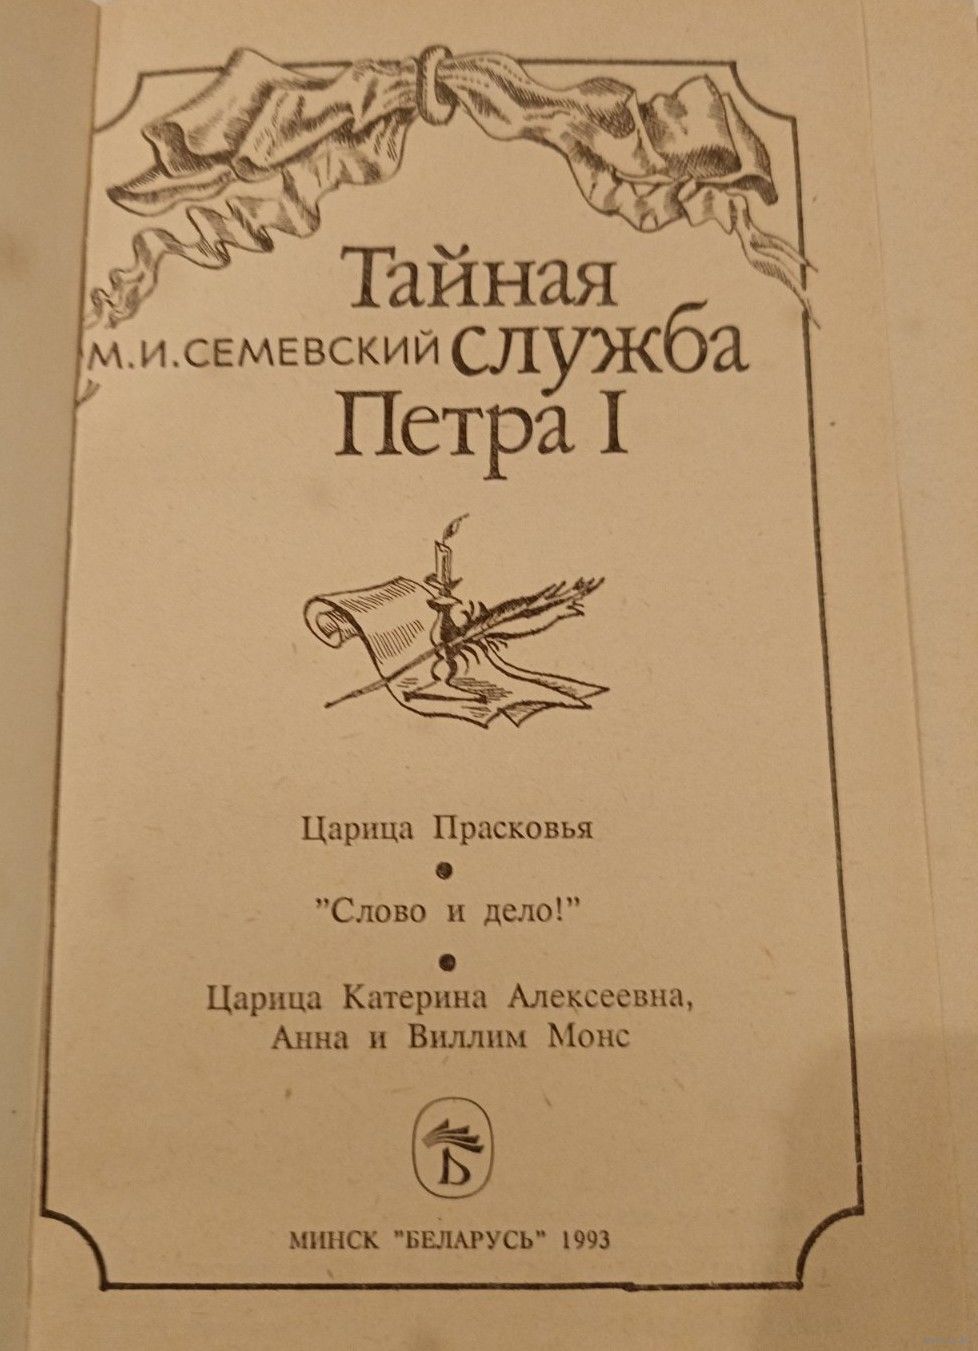 Тайная
М.И.СЕМЕВСКИЙ служба
Петра I
Царица Прасковья
"Слово и дело!"
Царица Катерина Алексеевна,
Анна и Виллим Монс
Б
МИНСК "БЕЛАРУСЬ" 1993